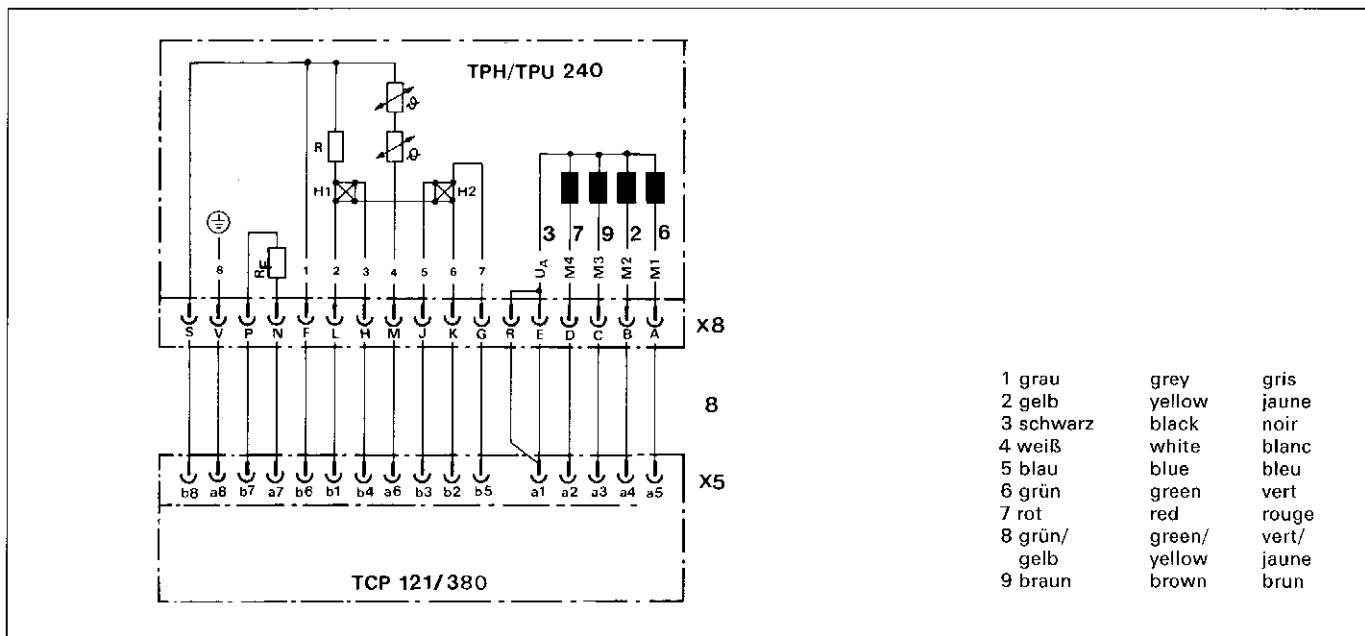 TPH/TPU 240
ϑ
R
ϑ
H1
H2
3 7 9 2 6
RE
8 1 2 3 4 5 6 7 UA M4 M3 M2 M1
S V P N F L H M J K G R E D C B A
X8
8
X5
b8 a8 b7 a7 b6 b1 b4 a6 b3 b2 b5 a1 a2 a3 a4 a5
TCP 121/380
1 grau grey gris
2 gelb yellow jaune
3 schwarz black noir
4 weiß white blanc
5 blau blue bleu
6 grün green vert
7 rot red rouge
8 grün/ green/ vert/
gelb yellow jaune
9 braun brown brun